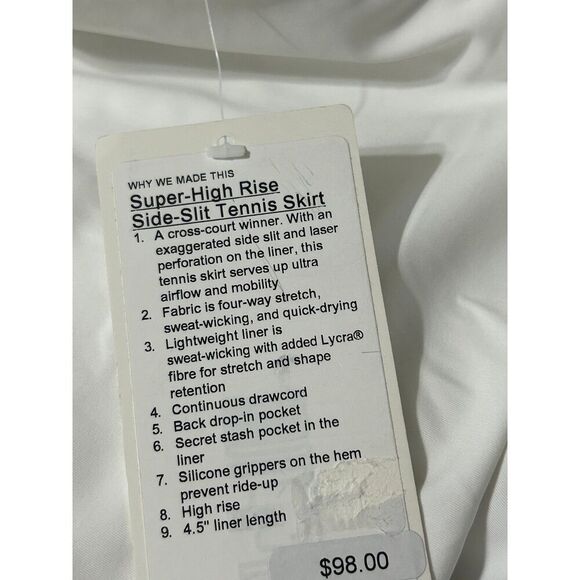 WHY WE MADE THIS
Super-High Rise
Side-Slit Tennis Skirt
1. A cross-court winner. With an
exaggerated side slit and laser
perforation on the liner, this
tennis skirt serves up ultra
airflow and mobility
2. Fabric is four-way stretch,
sweat-wicking, and quick-drying
3. Lightweight liner is
sweat-wicking with added Lycra®
fibre for stretch and shape
retention
4. Continuous drawcord
5. Back drop-in pocket
6. Secret stash pocket in the
liner
7. Silicone grippers on the hem
prevent ride-up
8. High rise
9. 4.5" liner length
$98.00